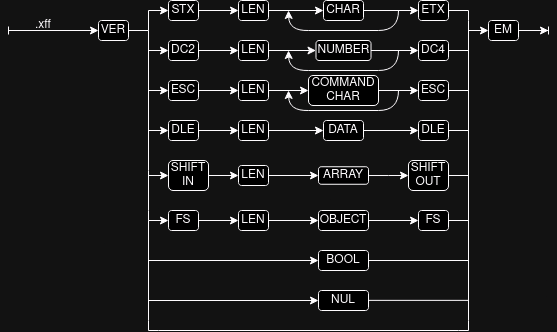 STX LEN CHAR ETX
.xff VER EM
DC2 LEN NUMBER DC4
ESC LEN COMMAND CHAR ESC
DLE LEN DATA DLE
SHIFT IN LEN ARRAY SHIFT OUT
FS LEN OBJECT FS
BOOL
NUL